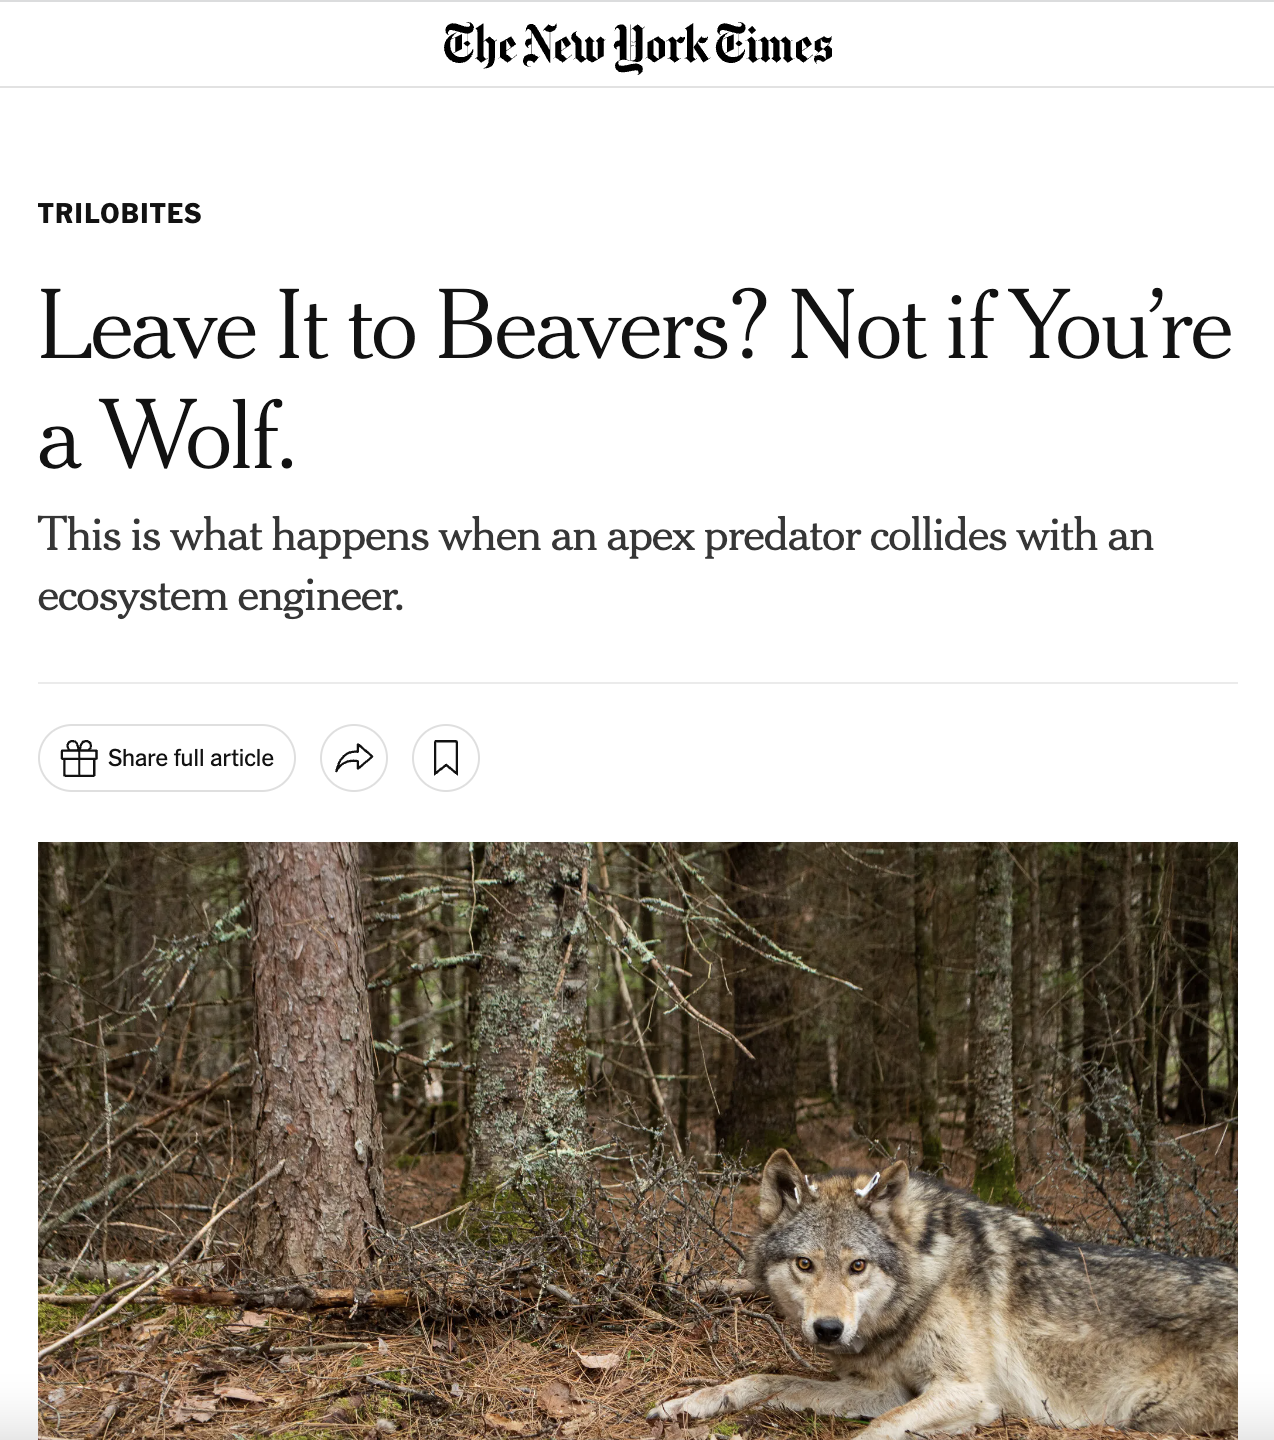 The New York Times
TRILOBITES
Leave It to Beavers? Not if You’re
a Wolf.
This is what happens when an apex predator collides with an
ecosystem engineer.
Share full article